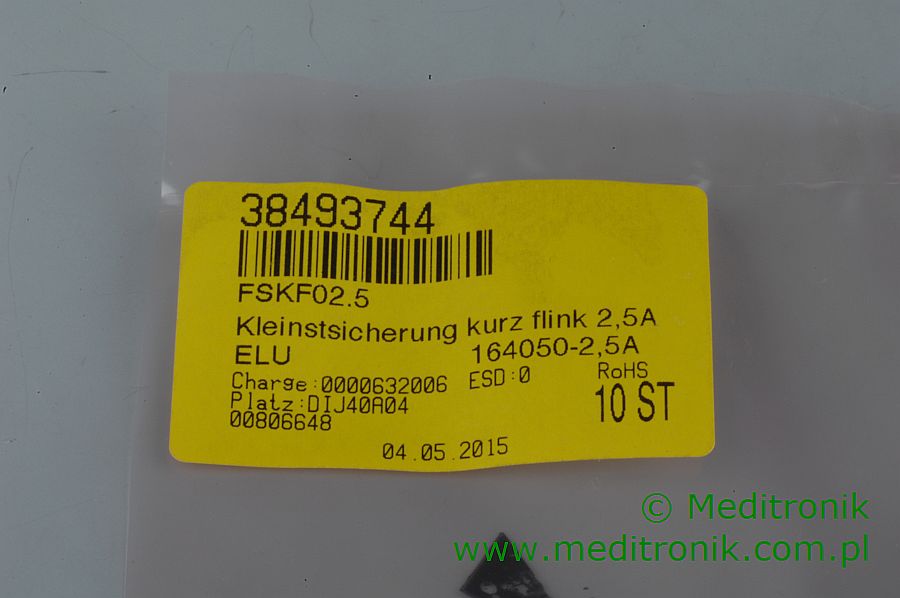 38493744
FSKF02.5
Kleinstsicherung kurz flink 2,5A
ELU 164050-2,5A
Charge:0000632006 ESD:0 RoHS
Platz:DIJ40A04 10 ST
00806648
04.05.2015
© Meditronik
www.meditronik.com.pl